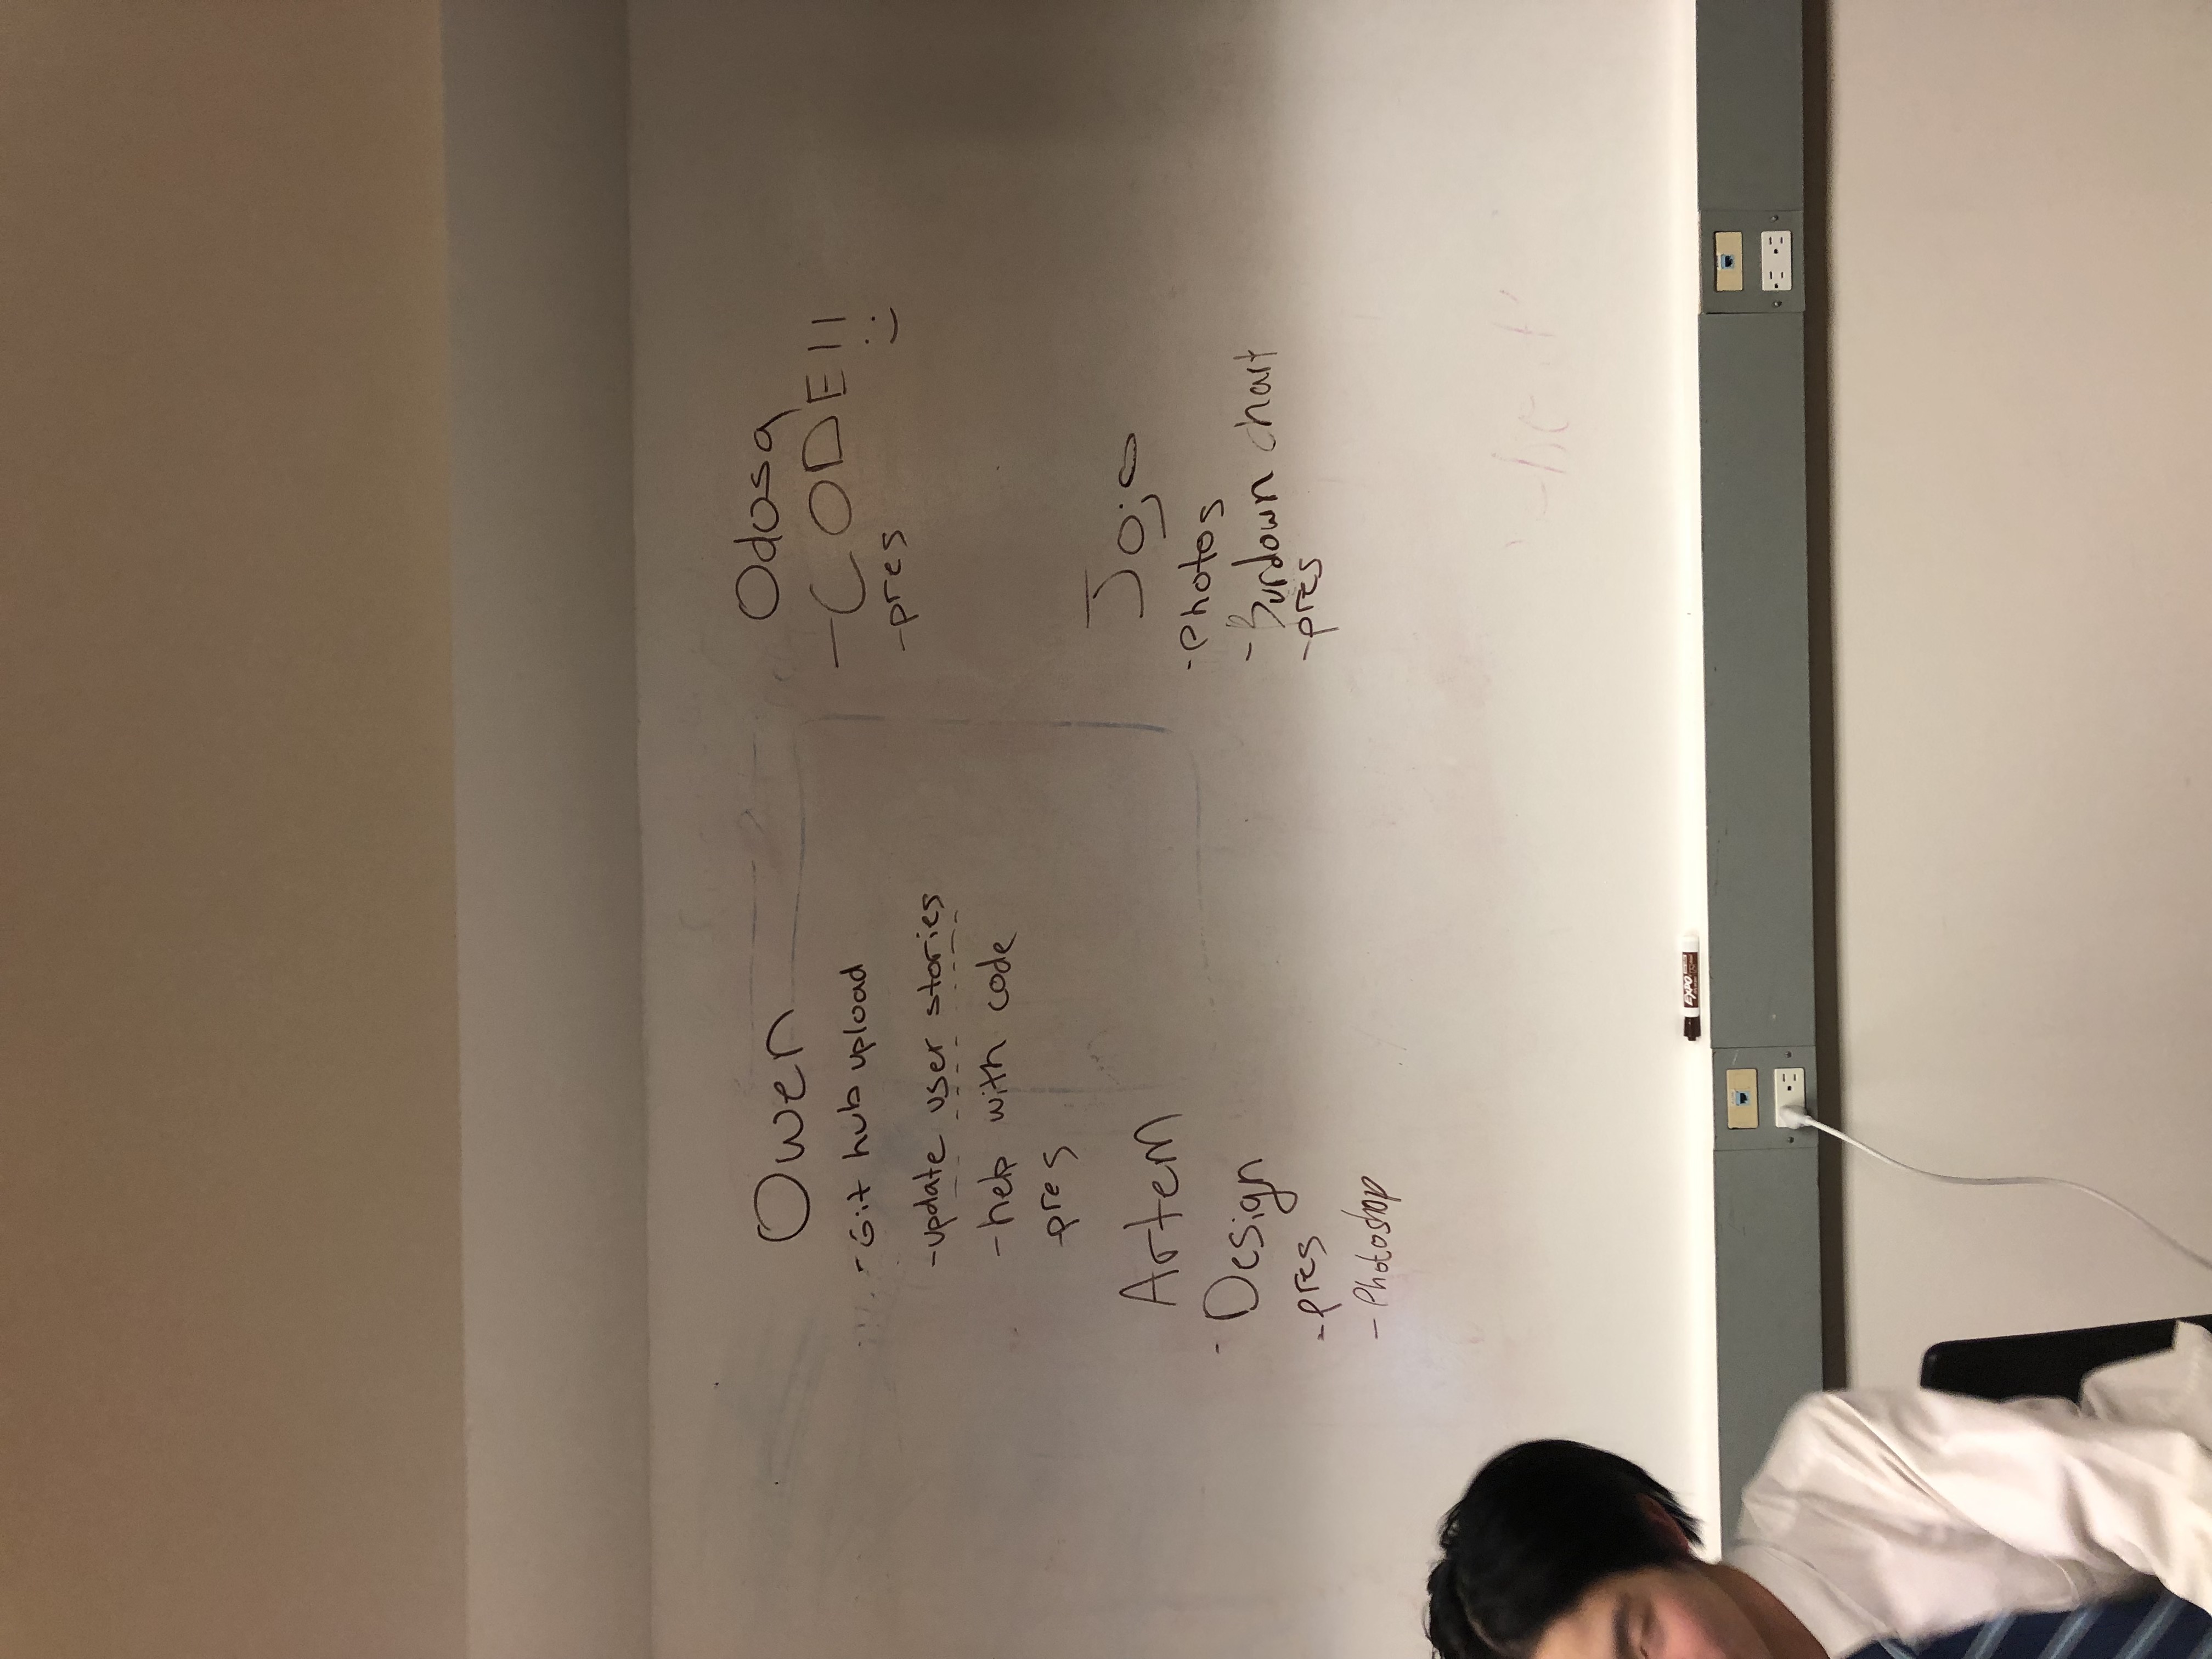 Owen
- Git hub upload
- update user stories
- help with code
pres
Odosa
- CODE!!
- pres
Artem
- Design
- pres
- Photoshop
Jojo
- Photos
- Burdown chart
- pres
EXPO